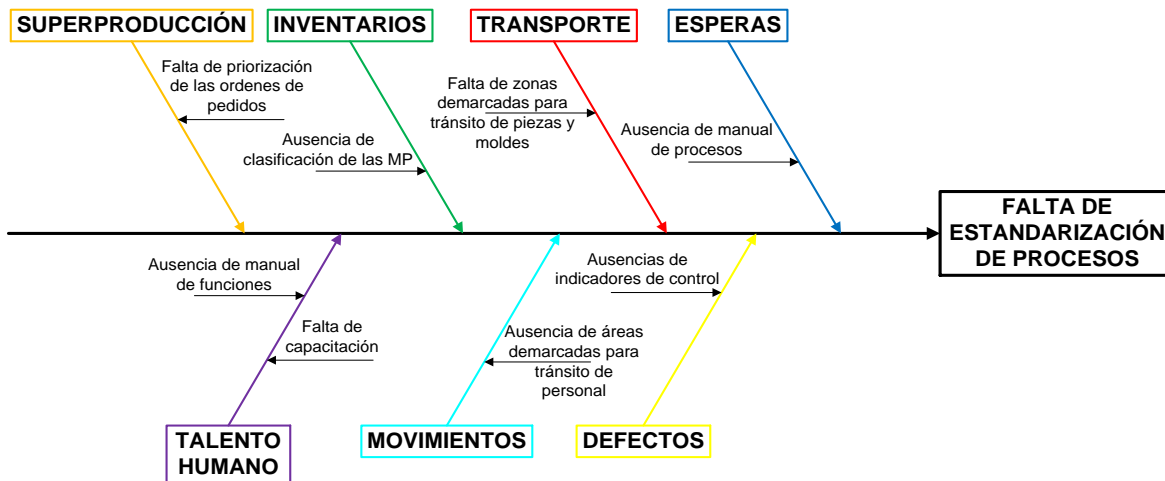 SUPERPRODUCCIÓN
INVENTARIOS
TRANSPORTE
ESPERAS
Falta de priorización
de las ordenes de
pedidos
Ausencia de
clasificación de las MP
Falta de zonas
demarcadas para
tránsito de piezas y
moldes
Ausencia de manual
de procesos
FALTA DE
ESTANDARIZACIÓN
DE PROCESOS
Ausencia de manual
de funciones
Falta de
capacitación
Ausencias de
indicadores de control
Ausencia de áreas
demarcadas para
tránsito de
personal
TALENTO
HUMANO
MOVIMIENTOS
DEFECTOS